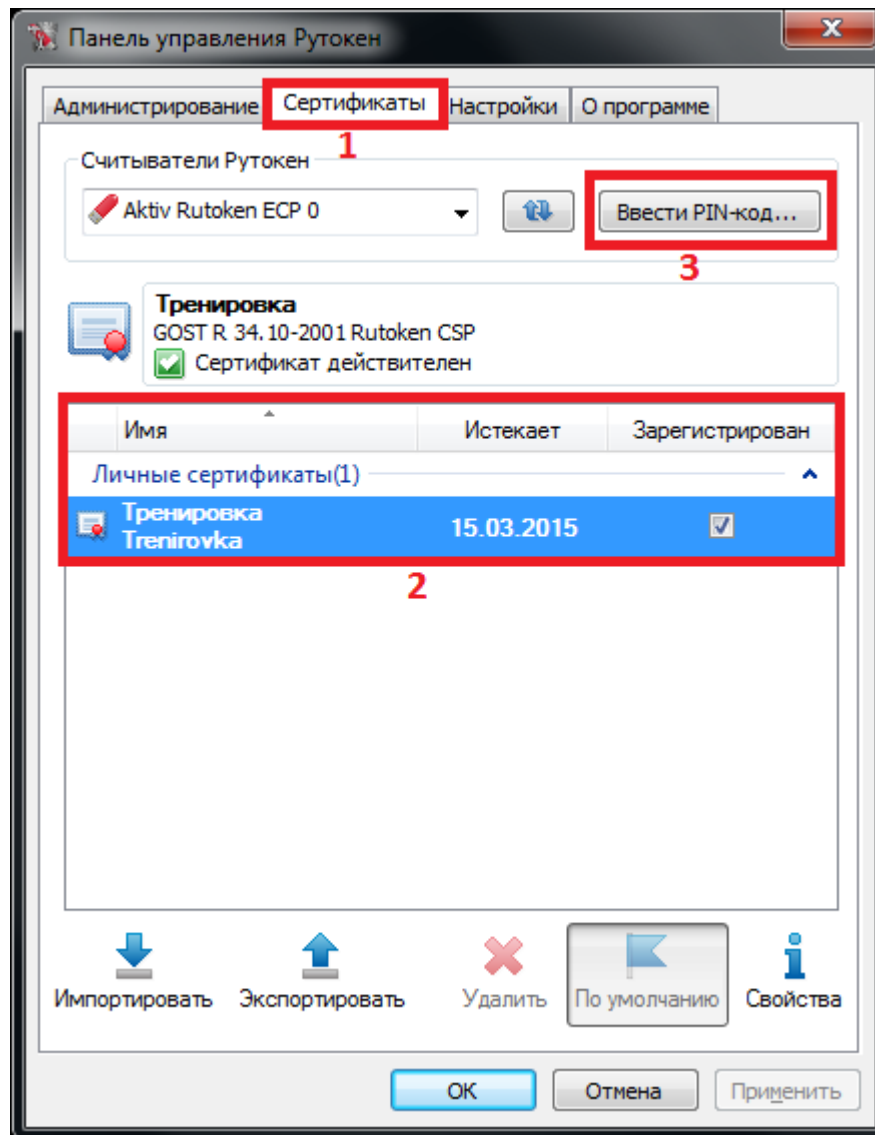 Панель управления Рутокен
Администрирование Сертификаты Настройки О программе
1
Считыватели Рутокен
Aktiv Rutoken ECP 0 Ввести PIN-код...
3
Тренировка
GOST R 34.10-2001 Rutoken CSP
Сертификат действителен
Имя Истекает Зарегистрирован
Личные сертификаты(1)
Тренировка
Trenirovka 15.03.2015
2
Импортировать Экспортировать Удалить По умолчанию Свойства
ОК Отмена Применить